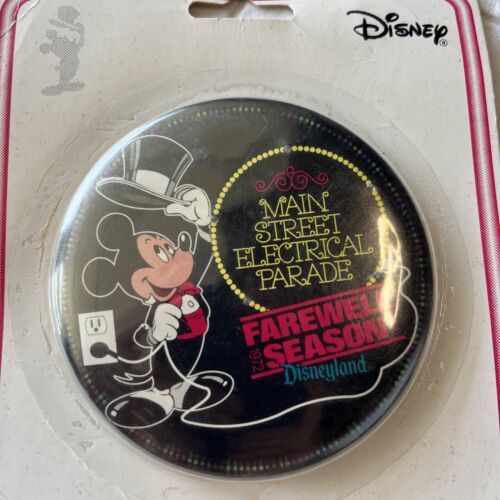 DISNEY®
MAIN
STREET
ELECTRICAL
PARADE
FAREWELL
1972 SEASON
Disneyland